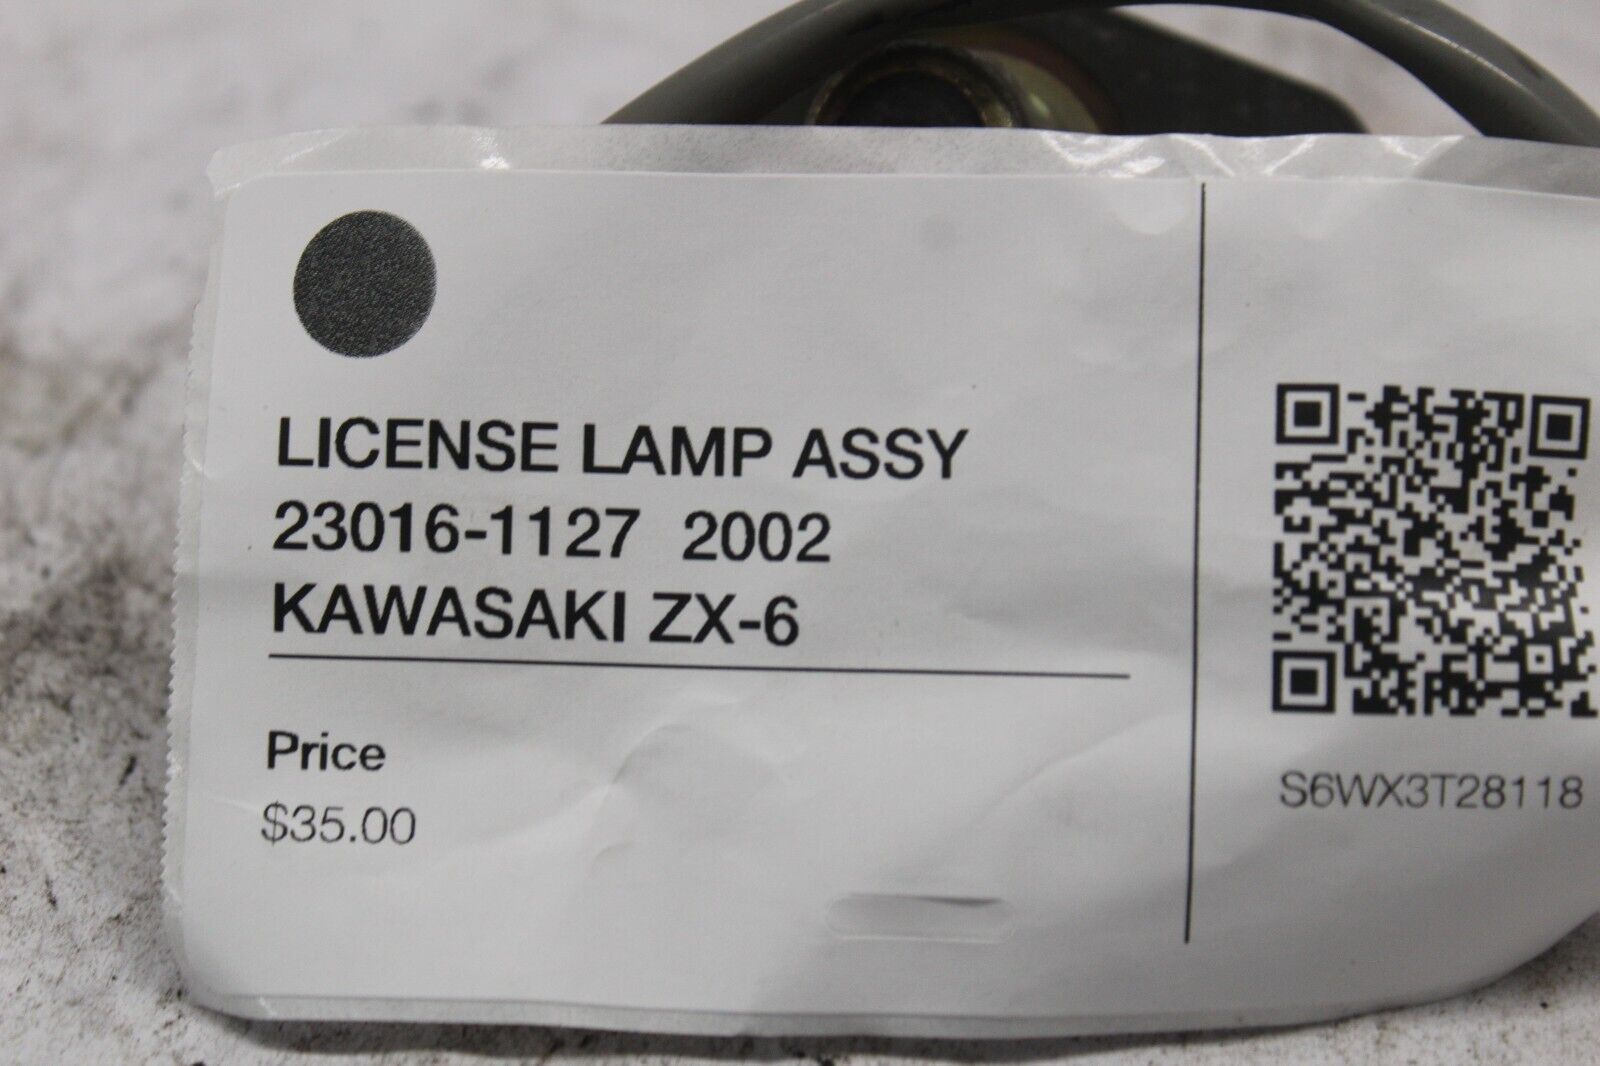 LICENSE LAMP ASSY
23016-1127 2002
KAWASAKI ZX-6
Price
$35.00
S6WX3T28118